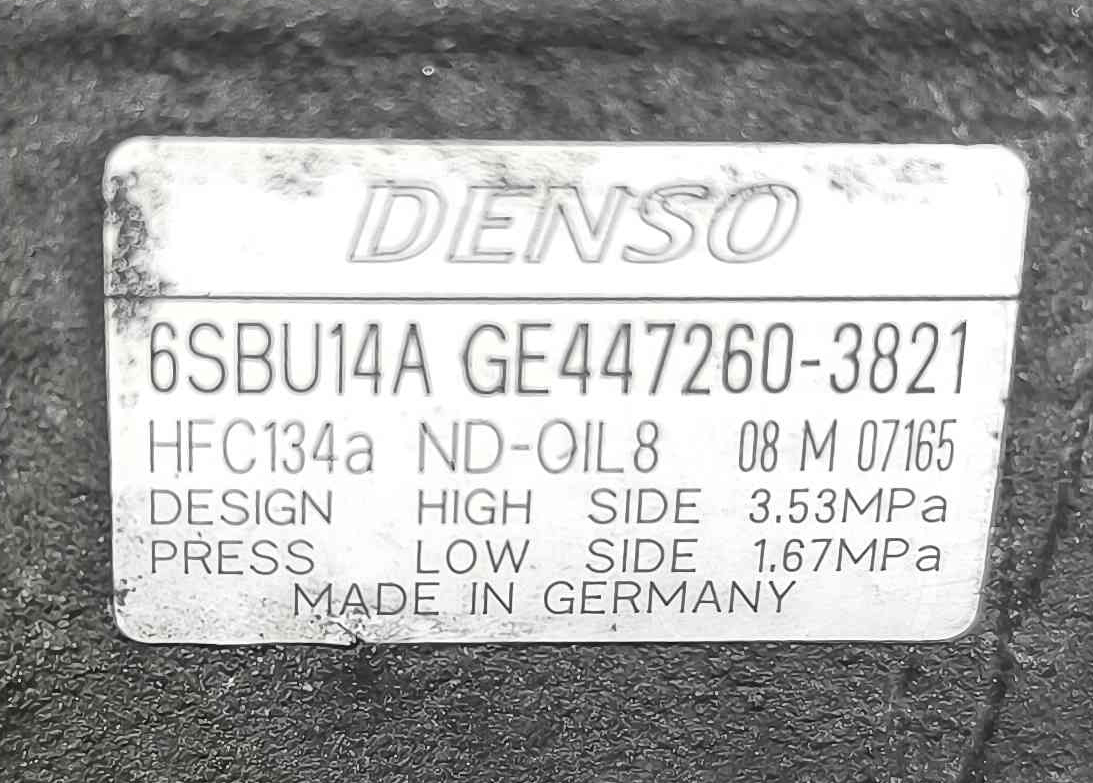 DENSO
6SBU14A GE447260-3821
HFC134a ND-OIL8 08 M 07165
DESIGN HIGH SIDE 3.53MPa
PRESS LOW SIDE 1.67MPa
MADE IN GERMANY